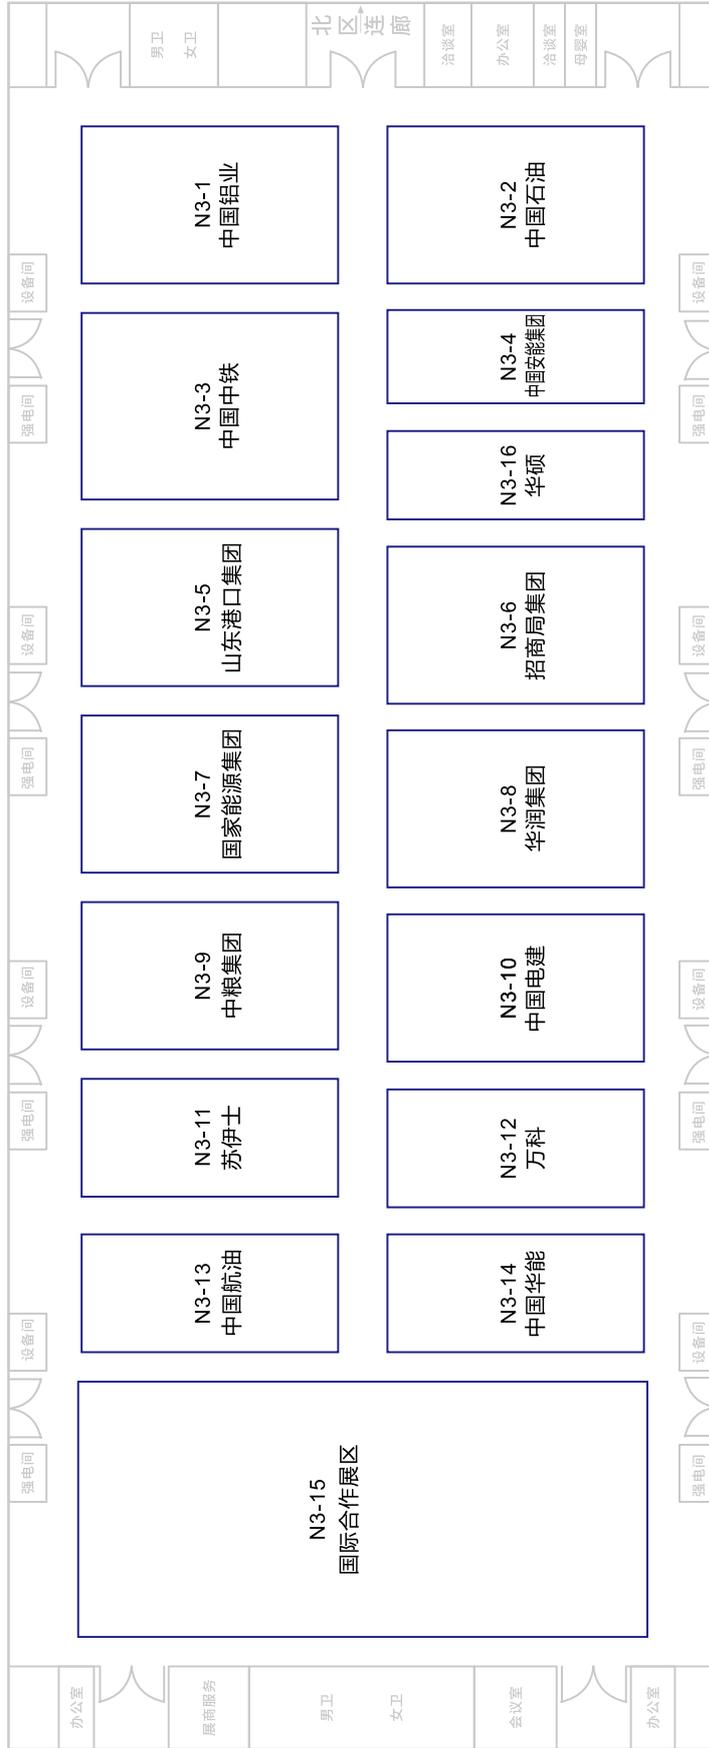 男卫
女卫
北区连廊
洽谈室
办公室
洽谈室
母婴室
N3-1
中国铝业
N3-2
中国石油
设备间
设备间
N3-3
中国中铁
N3-4
中国安能集团
强电间
强电间
N3-16
华硕
N3-5
山东港口集团
N3-6
招商局集团
设备间
设备间
强电间
强电间
N3-7
国家能源集团
N3-8
华润集团
N3-9
中粮集团
N3-10
中国电建
设备间
设备间
强电间
强电间
N3-11
苏伊士
N3-12
万科
N3-13
中国航油
N3-14
中国华能
设备间
设备间
强电间
强电间
N3-15
国际合作展区
办公室
展商服务
男卫
女卫
会议室
办公室